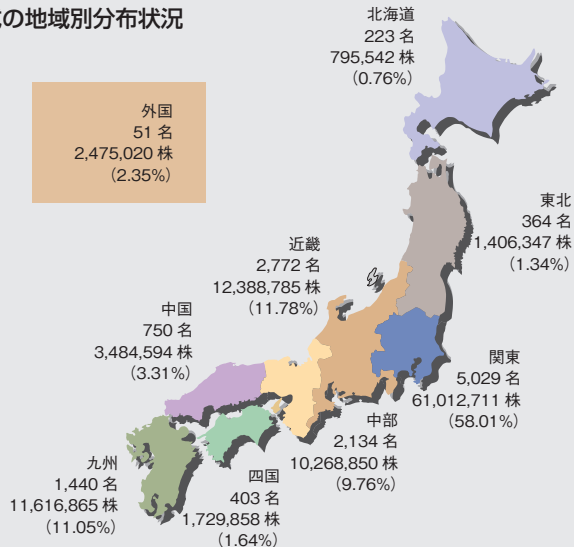 の地域別分布状況
北海道
223 名
795,542 株
(0.76%)
外国
51 名
2,475,020 株
(2.35%)
東北
364 名
1,406,347 株
(1.34%)
近畿
2,772 名
12,388,785 株
(11.78%)
中国
750 名
3,484,594 株
(3.31%)
関東
5,029 名
61,012,711 株
(58.01%)
中部
2,134 名
10,268,850 株
(9.76%)
九州
1,440 名
11,616,865 株
(11.05%)
四国
403 名
1,729,858 株
(1.64%)